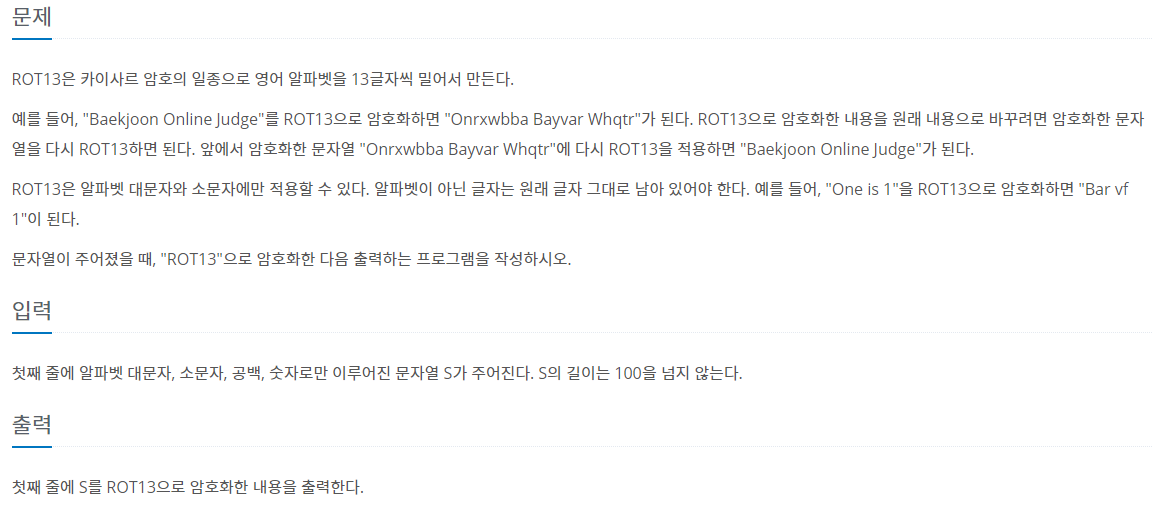 문제
ROT13은 카이사르 암호의 일종으로 영어 알파벳을 13글자씩 밀어서 만든다.
예를 들어, "Baekjoon Online Judge"를 ROT13으로 암호화하면 "Onrxwbba Bayvar Whqtr"가 된다. ROT13으로 암호화한 내용을 원래 내용으로 바꾸려면 암호화한 문자
열을 다시 ROT13하면 된다. 앞에서 암호화한 문자열 "Onrxwbba Bayvar Whqtr"에 다시 ROT13을 적용하면 "Baekjoon Online Judge"가 된다.
ROT13은 알파벳 대문자와 소문자에만 적용할 수 있다. 알파벳이 아닌 글자는 원래 글자 그대로 남아 있어야 한다. 예를 들어, "One is 1"을 ROT13으로 암호화하면 "Bar vf
1"이 된다.
문자열이 주어졌을 때, "ROT13"으로 암호화한 다음 출력하는 프로그램을 작성하시오.
입력
첫째 줄에 알파벳 대문자, 소문자, 공백, 숫자로만 이루어진 문자열 S가 주어진다. S의 길이는 100을 넘지 않는다.
출력
첫째 줄에 S를 ROT13으로 암호화한 내용을 출력한다.